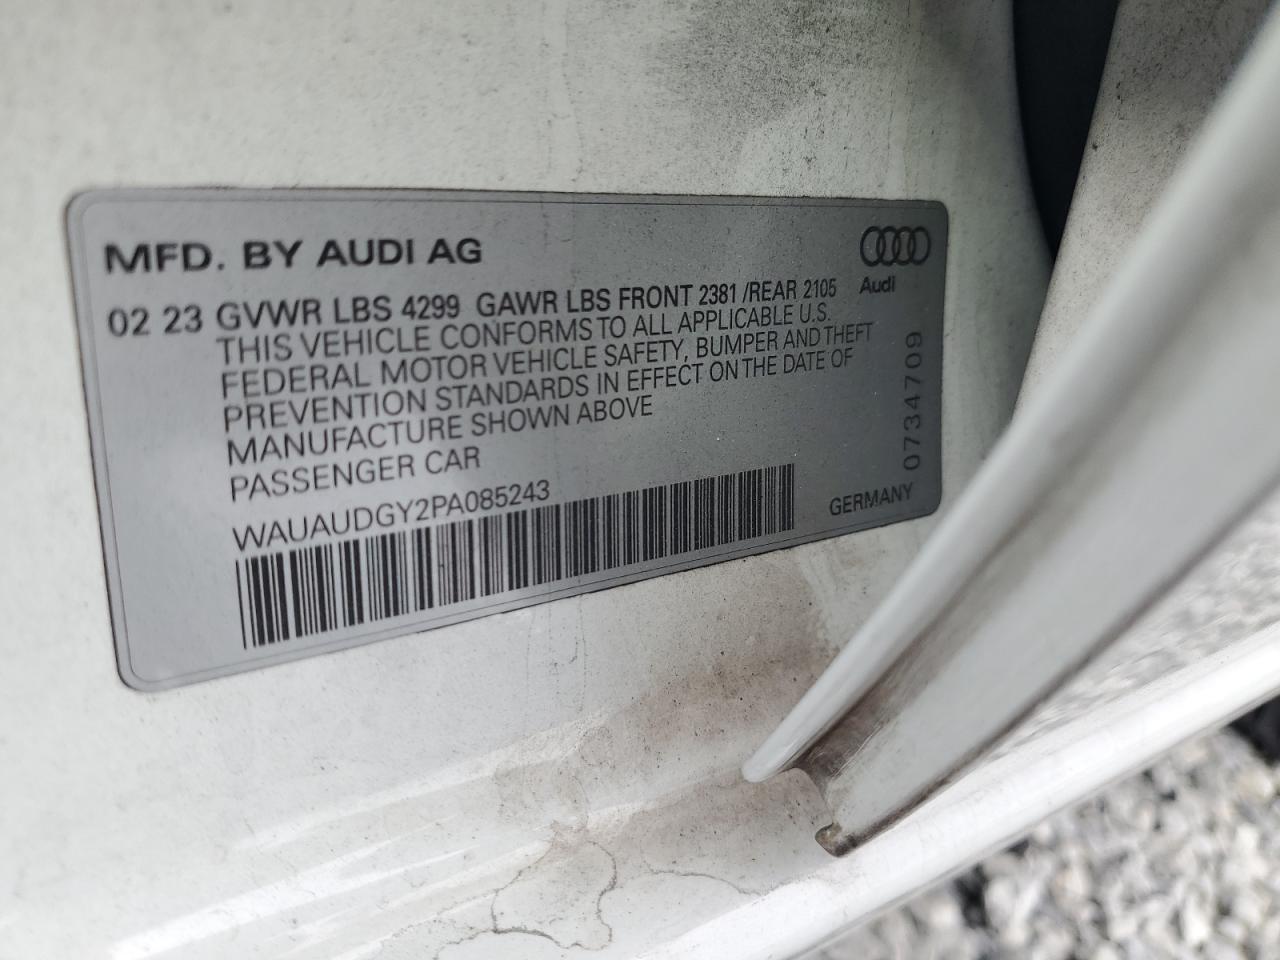 MFD. BY AUDI AG
Audi
02 23 GVWR LBS 4299 GAWR LBS FRONT 2381 /REAR 2105
THIS VEHICLE CONFORMS TO ALL APPLICABLE U.S.
FEDERAL MOTOR VEHICLE SAFETY, BUMPER AND THEFT
PREVENTION STANDARDS IN EFFECT ON THE DATE OF
MANUFACTURE SHOWN ABOVE
PASSENGER CAR
WAUAUDGY2PA085243
GERMANY
0734709